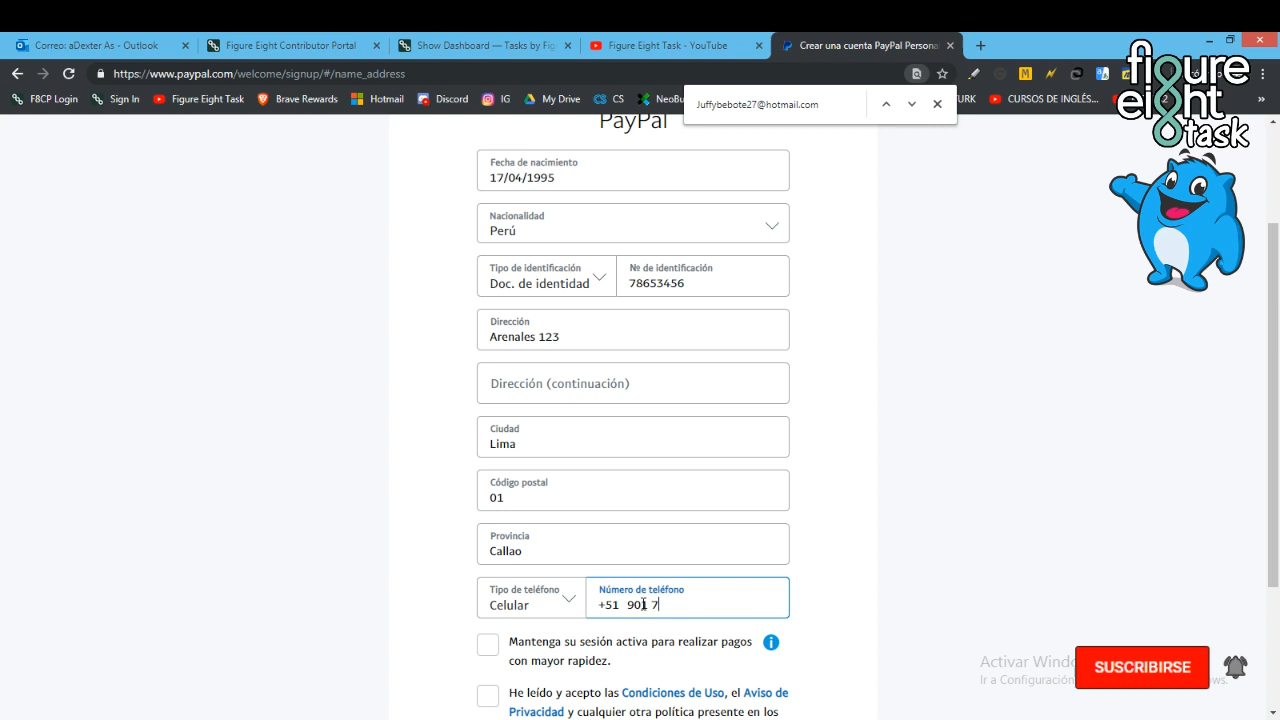 Correo: aDexter As - Outlook
Figure Eight Contributor Portal
Show Dashboard — Tasks by Fig
Figure Eight Task - YouTube
Crear una cuenta PayPal Persona
https://www.paypal.com/welcome/signup/#/name_address
F8CP Login
Sign In
Figure Eight Task
Brave Rewards
Hotmail
Discord
IG
My Drive
CS
NeoBu
Juffybebote27@hotmail.com
TURK
CURSOS DE INGLÉS...
figure
eight
task
PayPal
Fecha de nacimiento
17/04/1995
Nacionalidad
Perú
Tipo de identificación
Doc. de identidad
Nº de identificación
78653456
Dirección
Arenales 123
Dirección (continuación)
Ciudad
Lima
Código postal
01
Provincia
Callao
Tipo de teléfono
Celular
Número de teléfono
+51 901 7
Mantenga su sesión activa para realizar pagos
con mayor rapidez.
He leído y acepto las Condiciones de Uso, el Aviso de
Privacidad y cualquier otra política presente en los
Activar Windo
Ir a Configuración
ws.
SUSCRIBIRSE